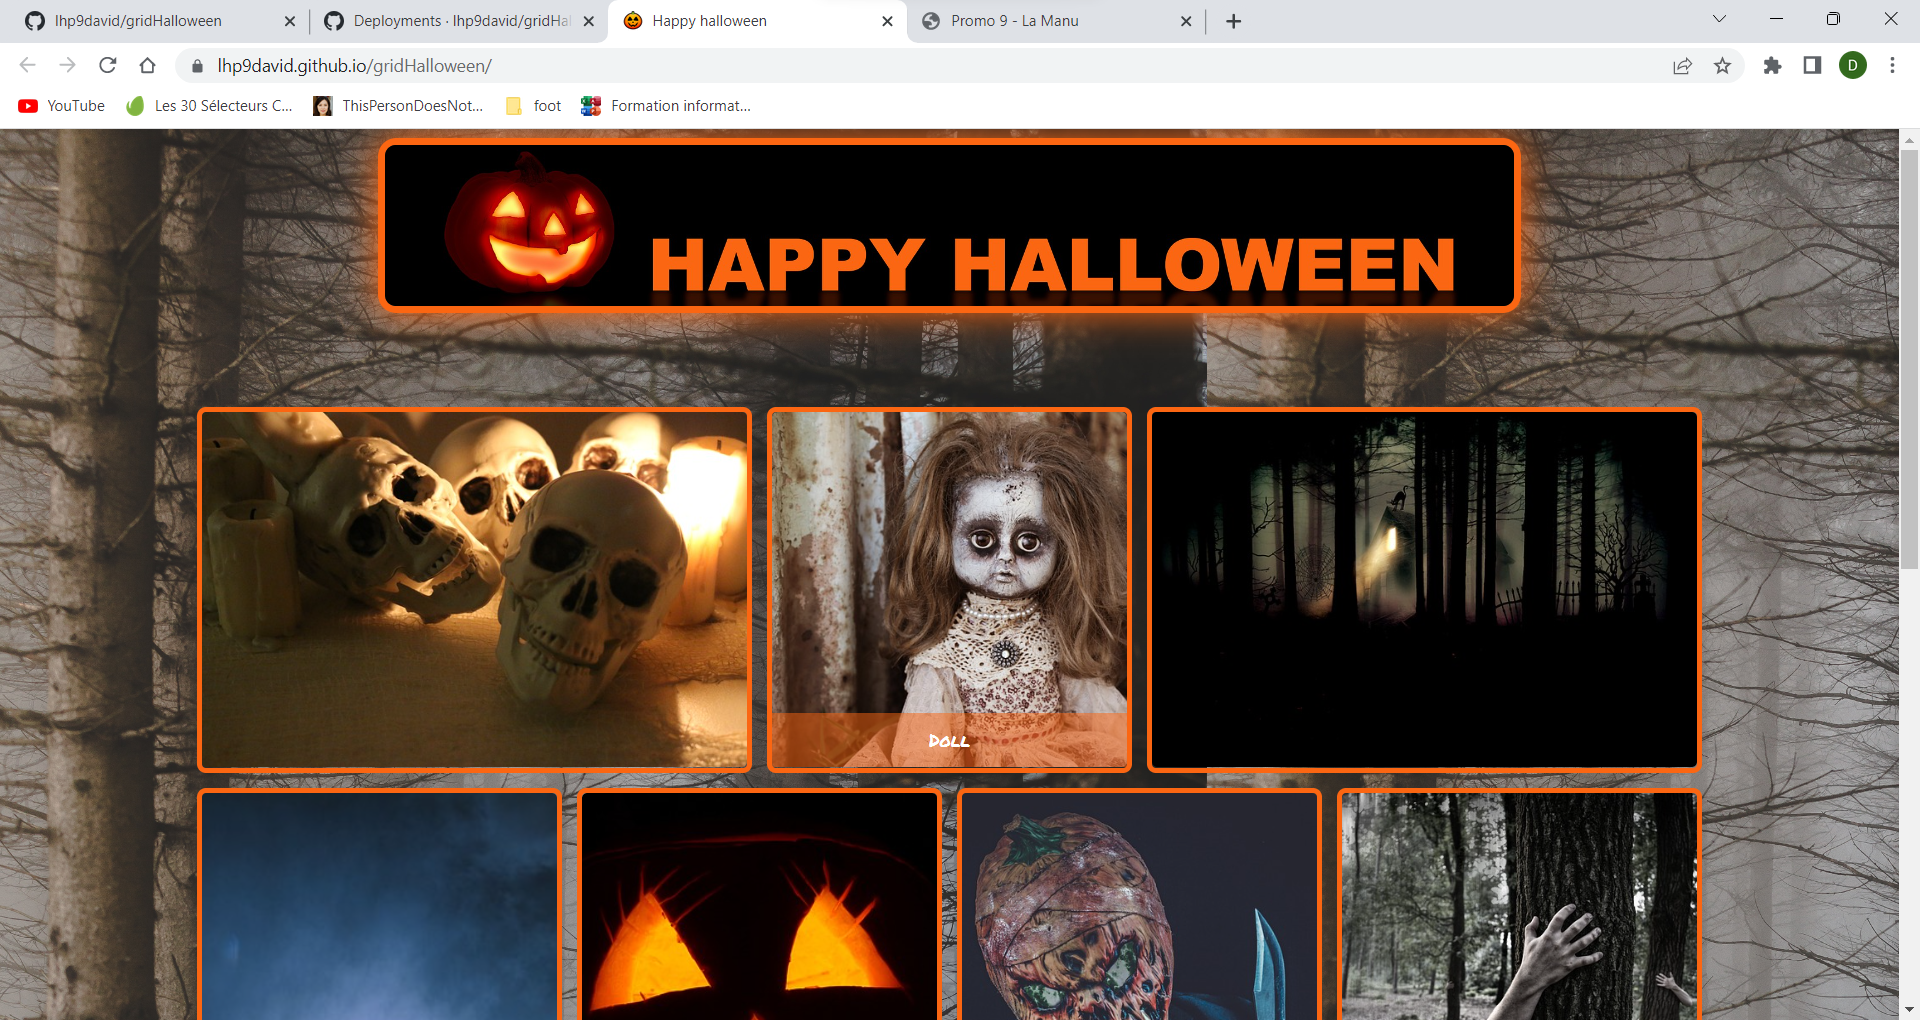 lhp9david/gridHalloween
Deployments · lhp9david/gridHal
Happy halloween
Promo 9 - La Manu
lhp9david.github.io/gridHalloween/
D
YouTube
Les 30 Sélecteurs C...
ThisPersonDoesNot...
foot
Formation informat...
HAPPY HALLOWEEN
Doll